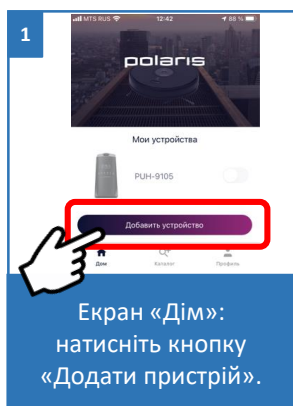 1
MTS RUS 12:42 88 %
polaris
Мои устройства
PUH-9105
Добавить устройство
Дом Каталог Профиль
Екран «Дім»:
натисніть кнопку
«Додати пристрій».